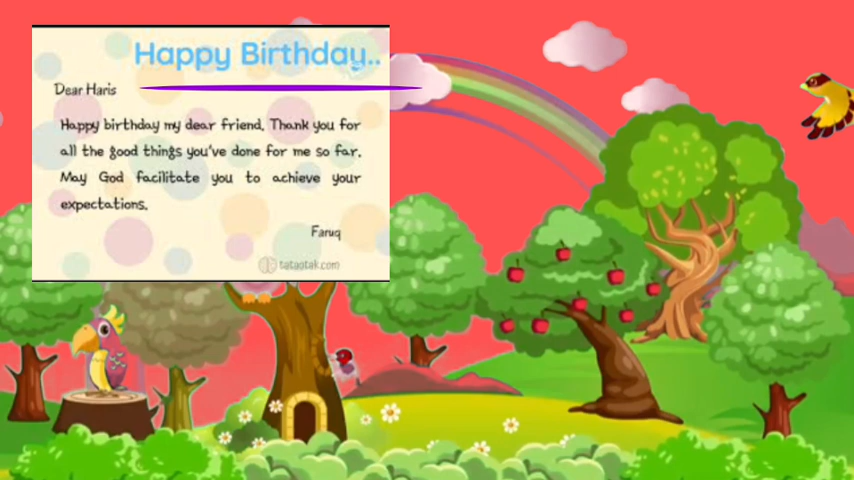 Happy Birthday..
Dear Haris
Happy birthday my dear friend. Thank you for
all the good things you've done for me so far.
May God facilitate you to achieve your
expectations.
Faruq
tataotak.com